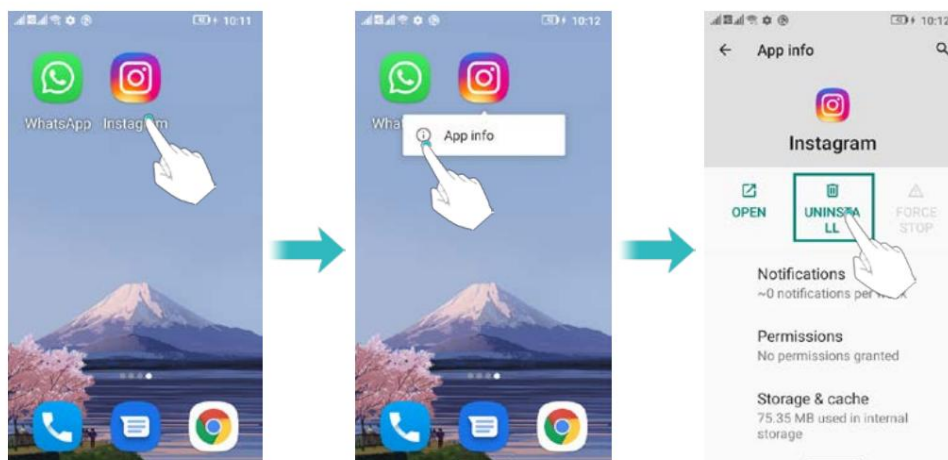 10:11
WhatsApp Instagram
10:12
App info
10:12
App info
Instagram
OPEN
UNINSTA
LL
FORCE
STOP
Notifications
~0 notifications per
Permissions
No permissions granted
Storage & cache
75.35 MB used in internal
storage